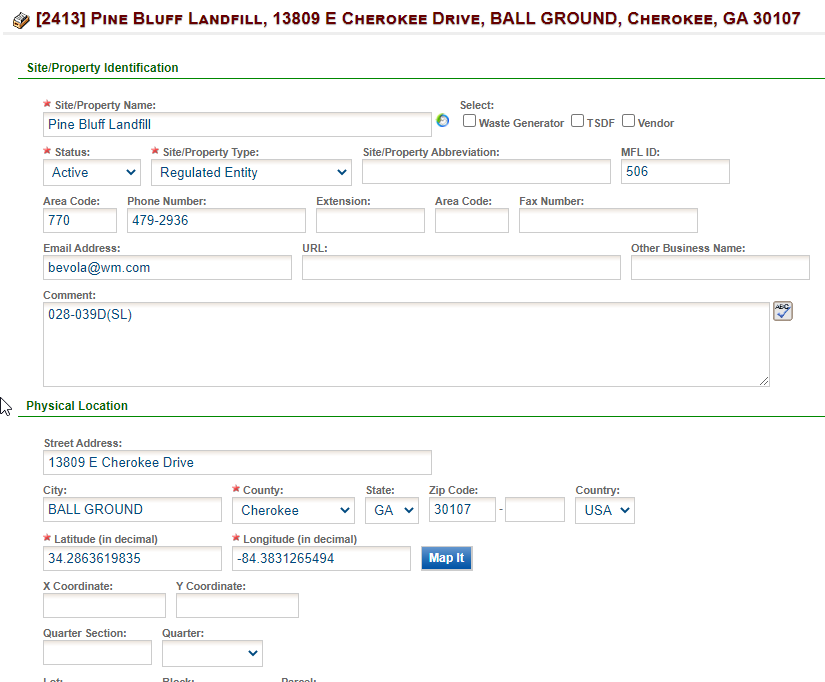 [2413] Pine Bluff Landfill, 13809 E Cherokee Drive, BALL GROUND, Cherokee, GA 30107
Site/Property Identification
* Site/Property Name: Select:
Pine Bluff Landfill Waste Generator TSDF Vendor
* Status: * Site/Property Type: Site/Property Abbreviation: MFL ID:
Active Regulated Entity 506
Area Code: Phone Number: Extension: Area Code: Fax Number:
770 479-2936
Email Address: URL: Other Business Name:
bevola@wm.com
Comment:
028-039D(SL) ABC
Physical Location
Street Address:
13809 E Cherokee Drive
City: * County: State: Zip Code: Country:
BALL GROUND Cherokee GA 30107 - USA
* Latitude (in decimal) * Longitude (in decimal)
34.2863619835 -84.3831265494 Map It
X Coordinate: Y Coordinate:
Quarter Section: Quarter:
Lot: Block: Parcel: